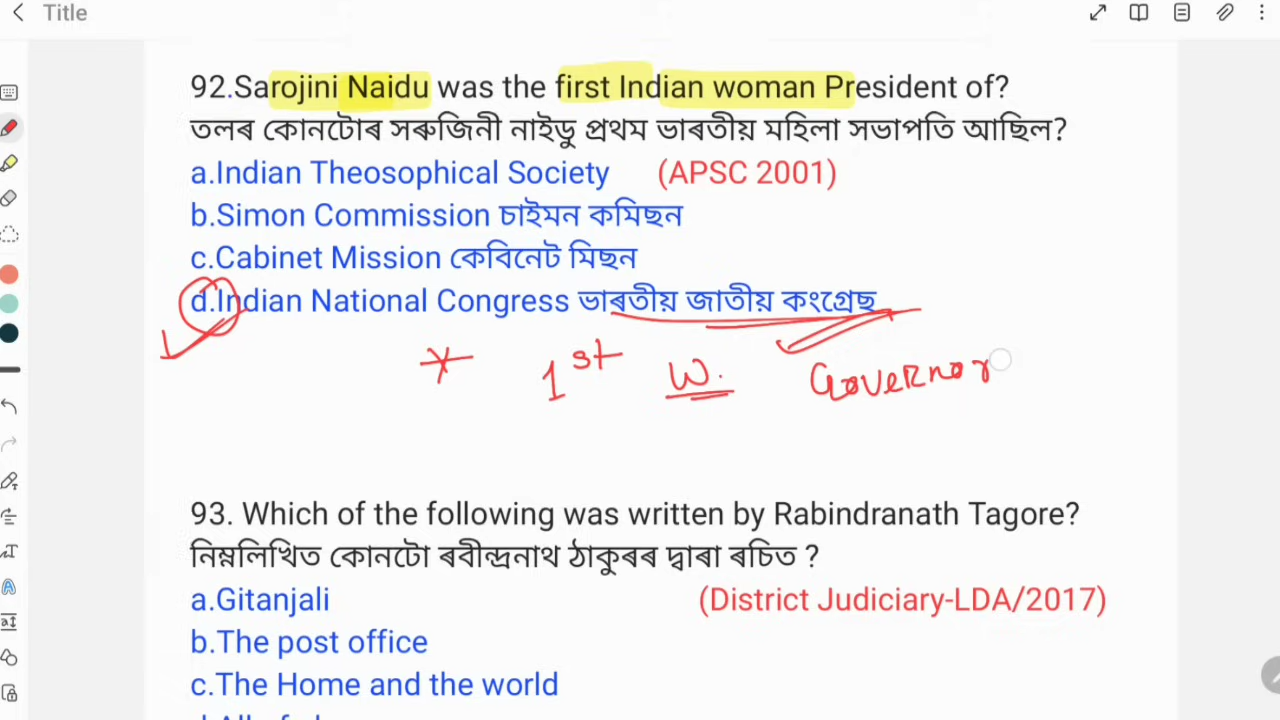 Title
92.Sarojini Naidu was the first Indian woman President of?
তলৰ কোনটোৰ সৰুজিনী নাইডু প্ৰথম ভাৰতীয় মহিলা সভাপতি আছিল?
a.Indian Theosophical Society (APSC 2001)
b.Simon Commission চাইমন কমিছন
c.Cabinet Mission কেবিনেট মিছন
d.Indian National Congress ভাৰতীয় জাতীয় কংগ্ৰেছ
* 1st W. Governor
93. Which of the following was written by Rabindranath Tagore?
নিম্নলিখিত কোনটো ৰবীন্দ্ৰনাথ ঠাকুৰৰ দ্বাৰা ৰচিত ?
a.Gitanjali (District Judiciary-LDA/2017)
b.The post office
c.The Home and the world